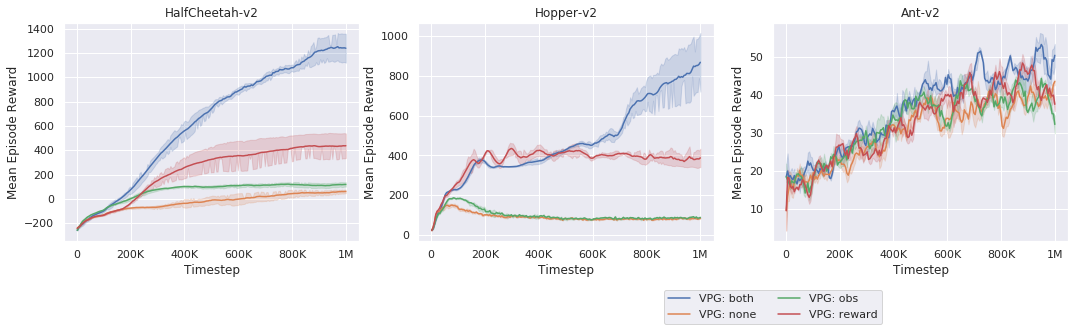 HalfCheetah-v2
Mean Episode Reward
1400
1200
1000
800
600
400
200
0
−200
0 200K 400K 600K 800K 1M
Timestep
Hopper-v2
Mean Episode Reward
1000
800
600
400
200
0
0 200K 400K 600K 800K 1M
Timestep
Ant-v2
Mean Episode Reward
50
40
30
20
10
0 200K 400K 600K 800K 1M
Timestep
VPG: both
VPG: none
VPG: obs
VPG: reward